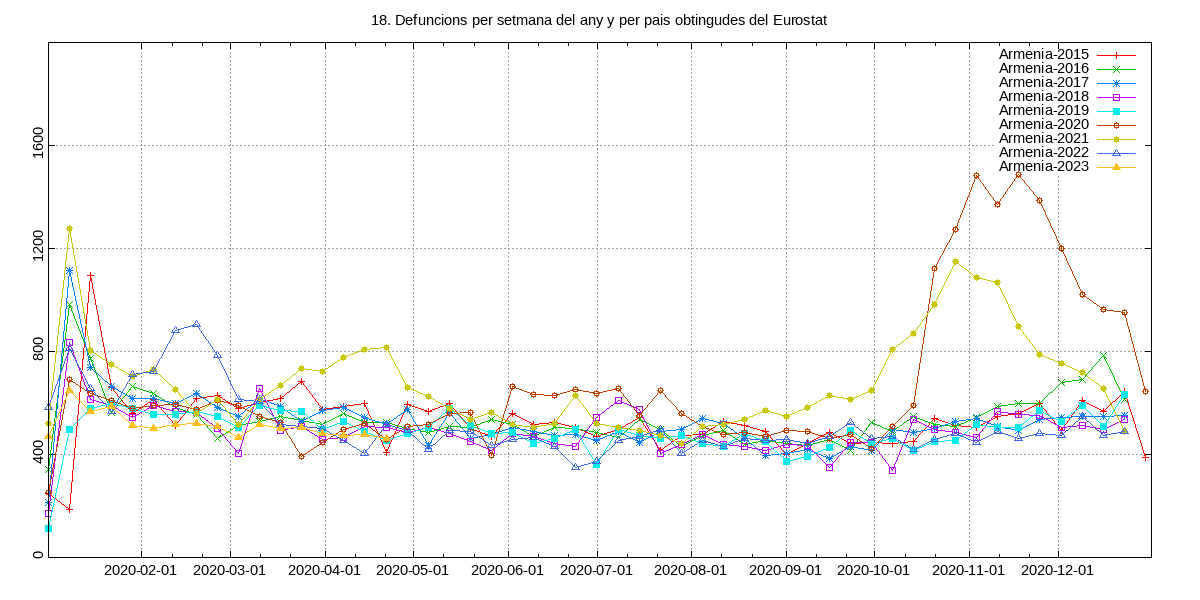 18. Defuncions per setmana del any y per pais obtingudes del Eurostat
Armenia-2015
Armenia-2016
Armenia-2017
Armenia-2018
Armenia-2019
Armenia-2020
Armenia-2021
Armenia-2022
Armenia-2023
1600
1200
800
400
0
2020-02-01 2020-03-01 2020-04-01 2020-05-01 2020-06-01 2020-07-01 2020-08-01 2020-09-01 2020-10-01 2020-11-01 2020-12-01